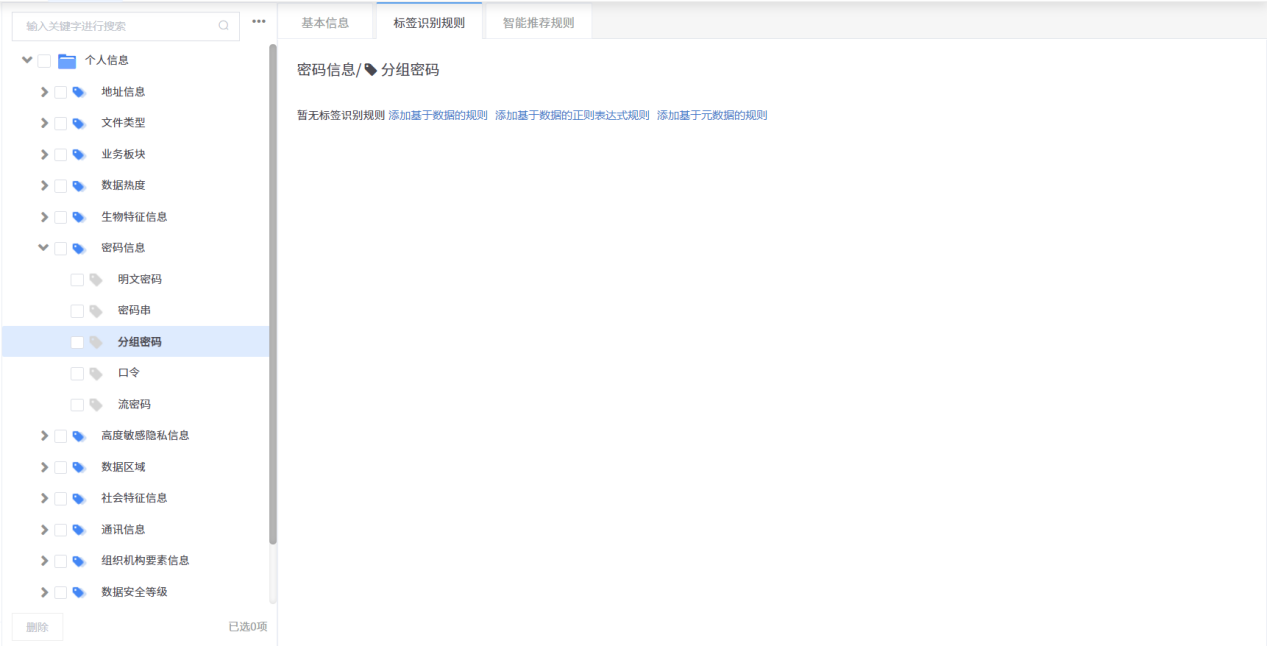 输入关键字进行搜索
个人信息
地址信息
文件类型
业务板块
数据热度
生物特征信息
密码信息
明文密码
密码串
分组密码
口令
流密码
高度敏感隐私信息
数据区域
社会特征信息
通讯信息
组织机构要素信息
数据安全等级
删除 已选0项
基本信息 标签识别规则 智能推荐规则
密码信息/ 分组密码
暂无标签识别规则 添加基于数据的规则 添加基于数据的正则表达式规则 添加基于元数据的规则